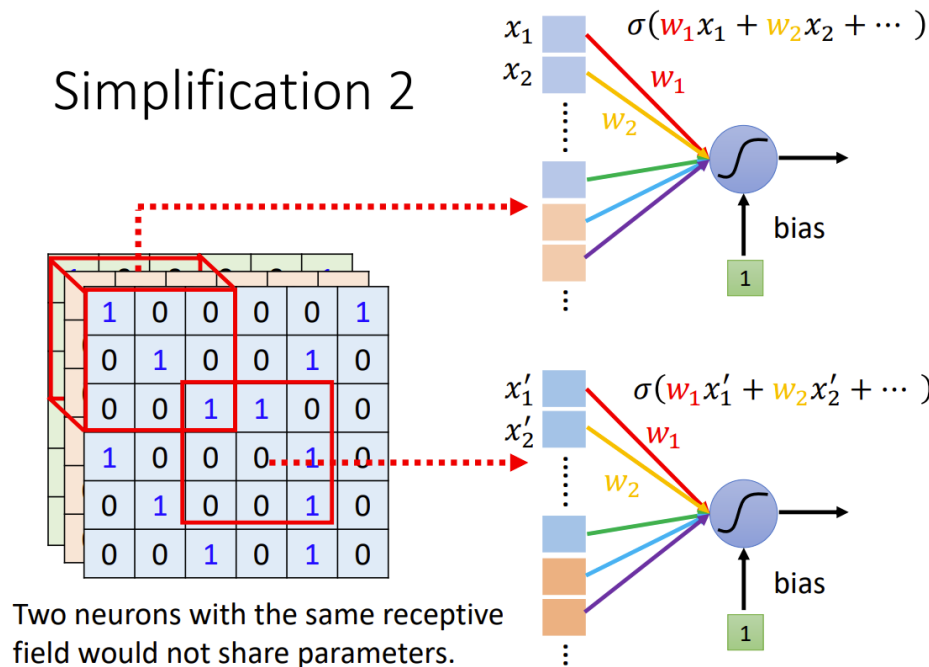 Simplification 2
x₁
x₂
σ(w₁x₁ + w₂x₂ + ⋯ )
w₁
w₂
bias
1
1 0 0 0 0 1
0 1 0 0 1 0
0 0 1 1 0 0
1 0 0 0 1 0
0 1 0 0 1 0
0 0 1 0 1 0
x′₁
x′₂
σ(w₁x′₁ + w₂x′₂ + ⋯ )
w₁
w₂
bias
1
Two neurons with the same receptive
field would not share parameters.